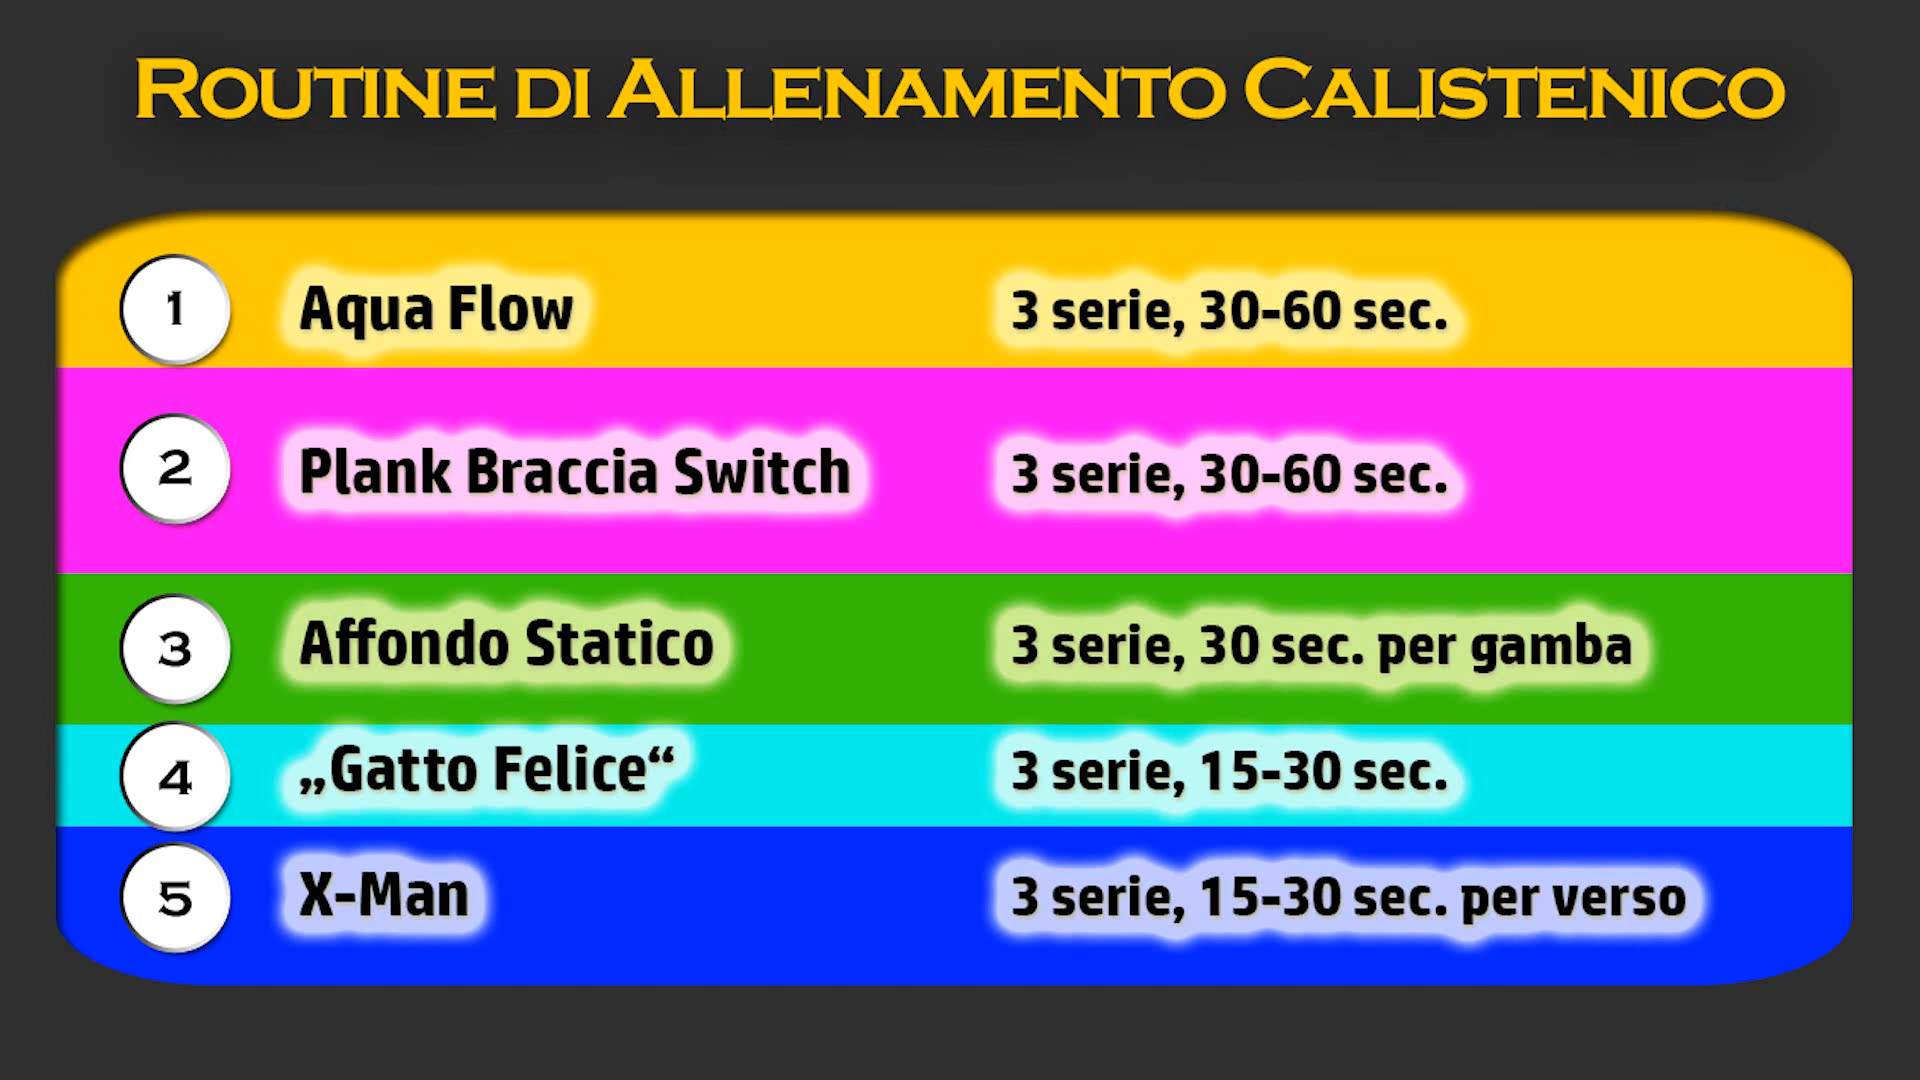 Routine di Allenamento Calistenico
1 Aqua Flow 3 serie, 30-60 sec.
2 Plank Braccia Switch 3 serie, 30-60 sec.
3 Affondo Statico 3 serie, 30 sec. per gamba
4 „Gatto Felice“ 3 serie, 15-30 sec.
5 X-Man 3 serie, 15-30 sec. per verso